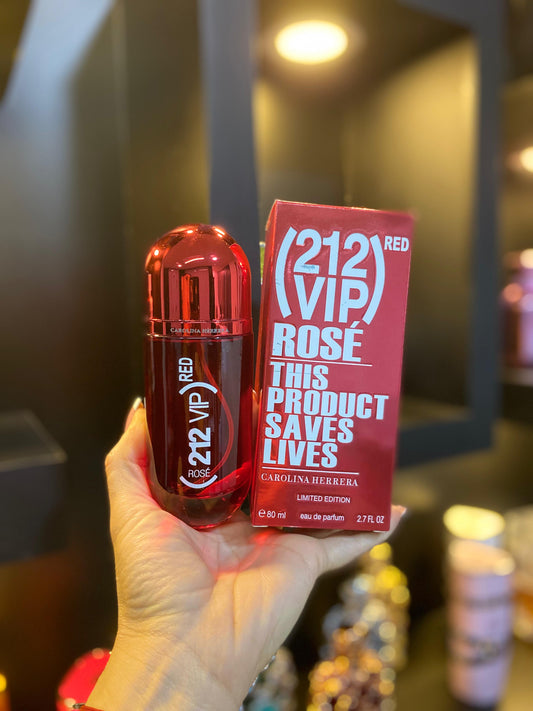 CAROLINA HERRERA
(212 VIP) RED
ROSÉ
(212 VIP) RED
ROSÉ
THIS
PRODUCT
SAVES
LIVES
CAROLINA HERRERA
LIMITED EDITION
℮ 80 ml eau de parfum 2.7 FL OZ